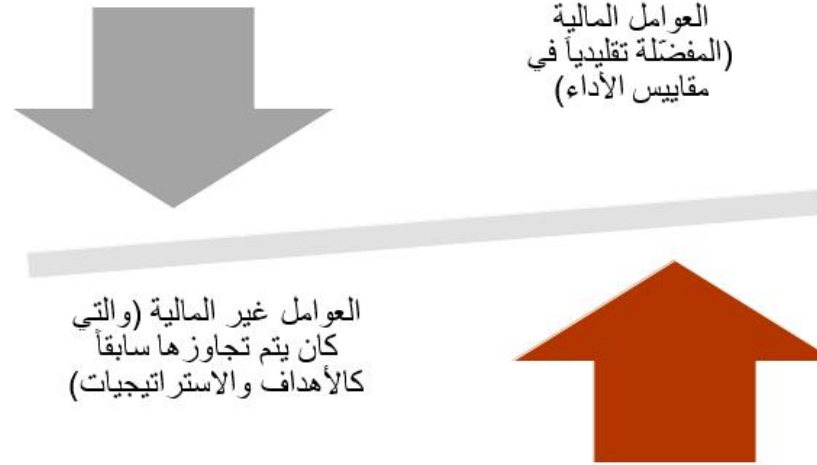 العوامل المالية
(المفضّلة تقليدياً في
مقاييس الأداء)
العوامل غير المالية (والتي
كان يتم تجاوزها سابقاً
كالأهداف والاستراتيجيات)